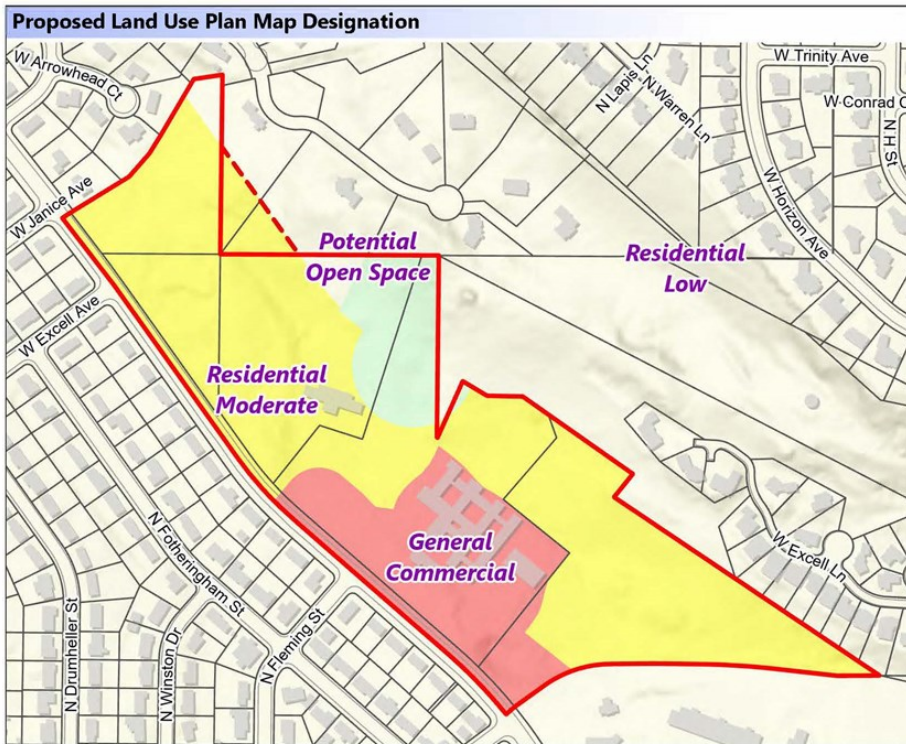 Proposed Land Use Plan Map Designation
W Arrowhead Ct
N Lapis Ln
N Warren Ln
W Trinity Ave
W Conrad C
N H St
W Horizon Ave
W Janice Ave
Potential
Open Space
Residential
Low
W Excell Ave
Residential
Moderate
General
Commercial
W Excell Ln
N Fotheringham St
N Fleming St
N Winston Dr
N Drumheller St